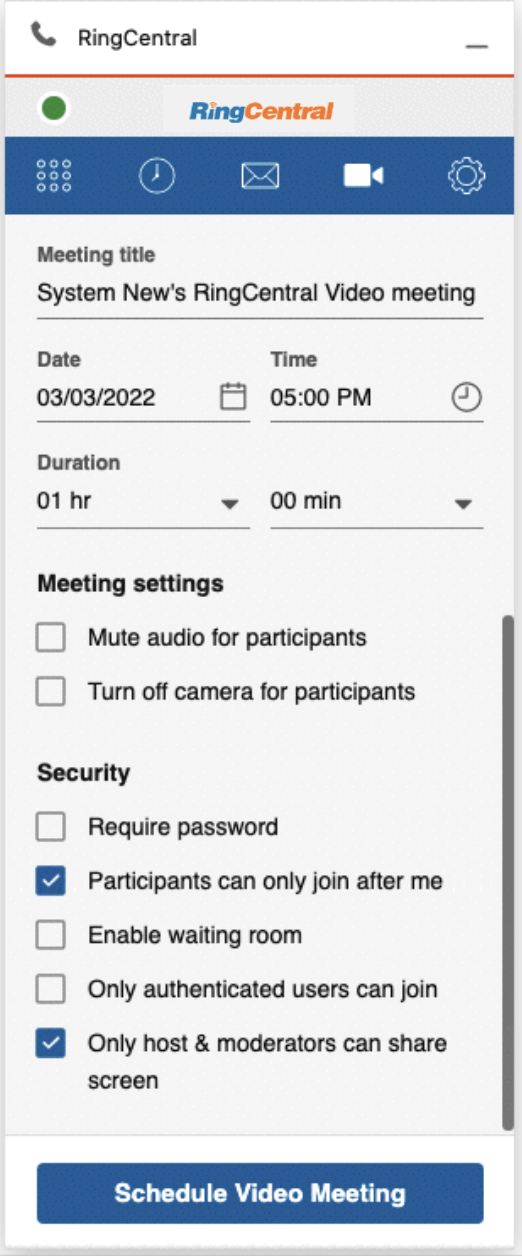 RingCentral
RingCentral
Meeting title
System New's RingCentral Video meeting
Date
Time
03/03/2022
05:00 PM
Duration
01 hr
00 min
Meeting settings
Mute audio for participants
Turn off camera for participants
Security
Require password
Participants can only join after me
Enable waiting room
Only authenticated users can join
Only host & moderators can share
screen
Schedule Video Meeting